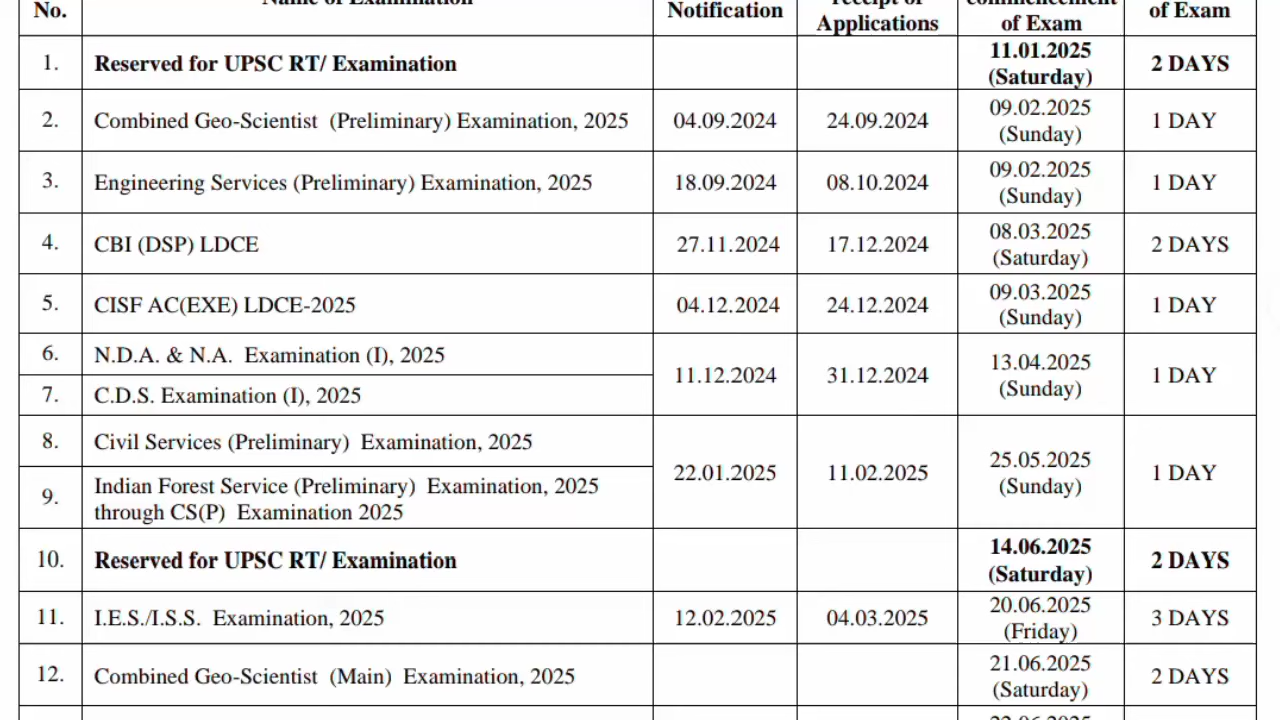 Name of Examination
receipt of
commencement
No.
Notification
Applications
of Exam
of Exam
1.
Reserved for UPSC RT/ Examination
11.01.2025
(Saturday)
2 DAYS
2.
Combined Geo-Scientist (Preliminary) Examination, 2025
04.09.2024
24.09.2024
09.02.2025
(Sunday)
1 DAY
3.
Engineering Services (Preliminary) Examination, 2025
18.09.2024
08.10.2024
09.02.2025
(Sunday)
1 DAY
4.
CBI (DSP) LDCE
27.11.2024
17.12.2024
08.03.2025
(Saturday)
2 DAYS
5.
CISF AC(EXE) LDCE-2025
04.12.2024
24.12.2024
09.03.2025
(Sunday)
1 DAY
6.
N.D.A. & N.A. Examination (I), 2025
7.
C.D.S. Examination (I), 2025
11.12.2024
31.12.2024
13.04.2025
(Sunday)
1 DAY
8.
Civil Services (Preliminary) Examination, 2025
9.
Indian Forest Service (Preliminary) Examination, 2025
through CS(P) Examination 2025
22.01.2025
11.02.2025
25.05.2025
(Sunday)
1 DAY
10.
Reserved for UPSC RT/ Examination
14.06.2025
(Saturday)
2 DAYS
11.
I.E.S./I.S.S. Examination, 2025
12.02.2025
04.03.2025
20.06.2025
(Friday)
3 DAYS
12.
Combined Geo-Scientist (Main) Examination, 2025
21.06.2025
(Saturday)
2 DAYS